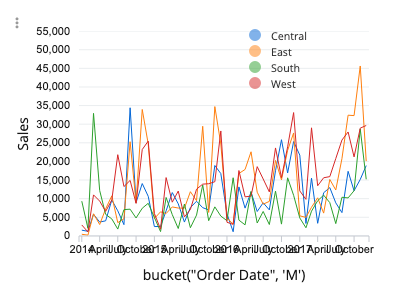 Central
East
South
West
55,000
50,000
45,000
40,000
35,000
30,000
25,000
20,000
15,000
10,000
5,000
0
Sales
2014 April July October 2015 April July October 2016 April July October 2017 April July October
bucket("Order Date", 'M')